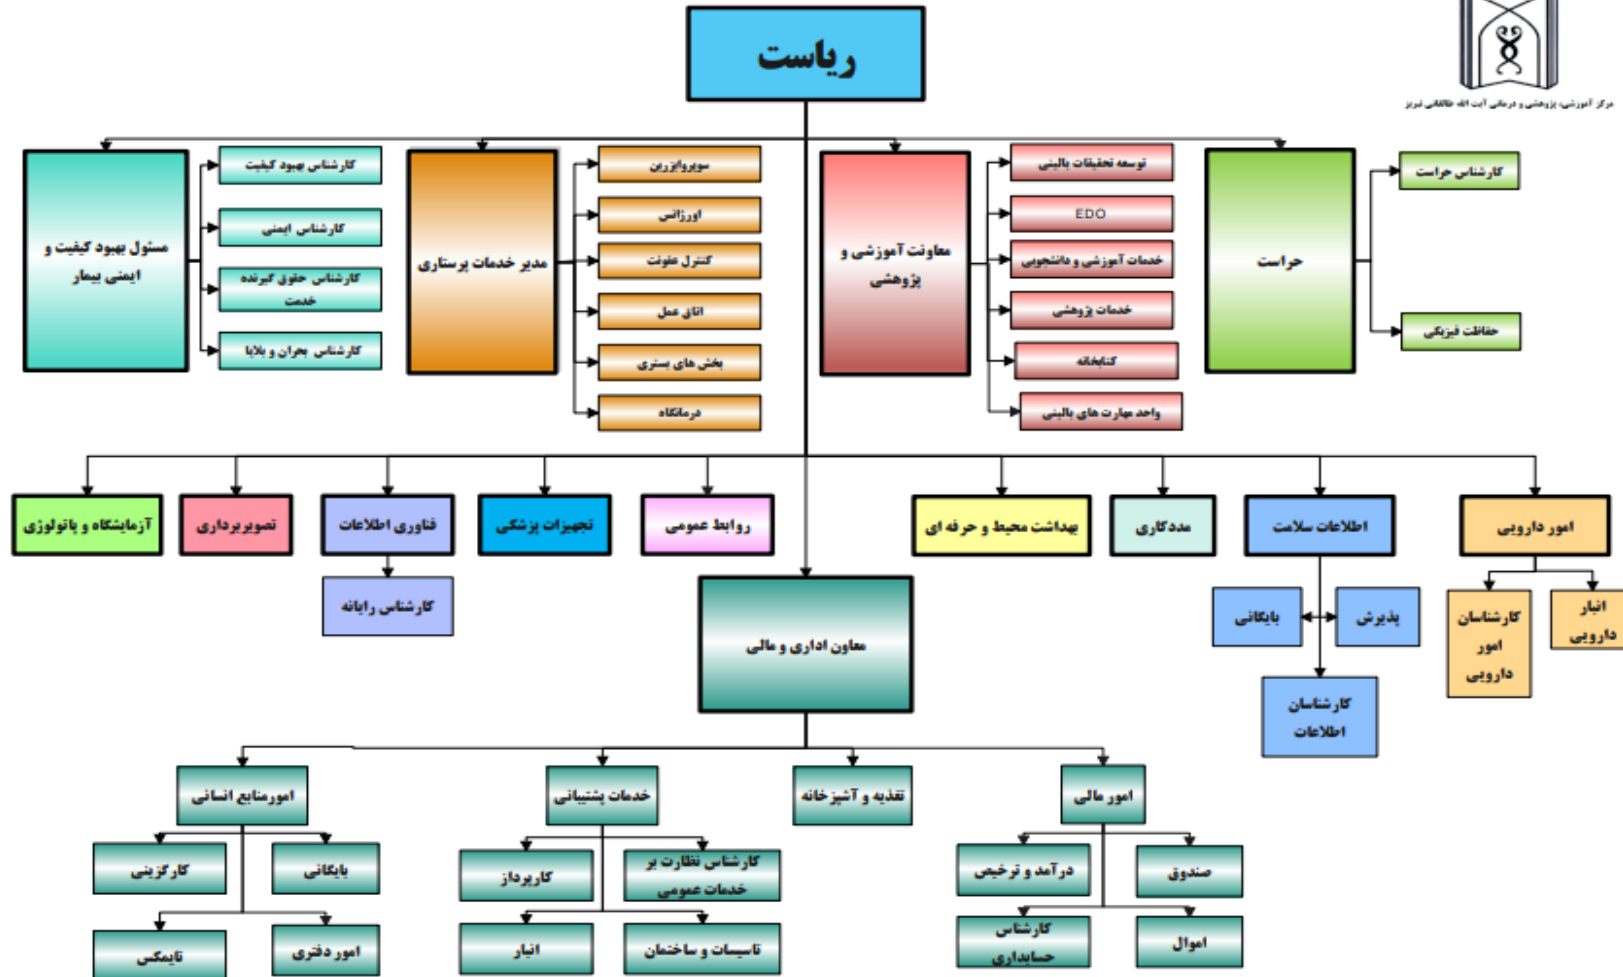 ریاست
مرکز آموزشی، پژوهشی و درمانی آیت اله طالقانی تبریز
حراست
کارشناس حراست
حفاظت فیزیکی
معاونت آموزشی و
پژوهشی
توسعه تحقیقات بالینی
EDO
خدمات آموزشی و دانشجویی
خدمات پژوهشی
کتابخانه
واحد مهارت های بالینی
مدیر خدمات پرستاری
سوپروایزرین
اورژانس
کنترل عفونت
اتاق عمل
بخش های بستری
درمانگاه
مسئول بهبود کیفیت و
ایمنی بیمار
کارشناس بهبود کیفیت
کارشناس ایمنی
کارشناس حقوق گیرنده
خدمت
کارشناس بحران و بلایا
امور دارویی
اطلاعات سلامت
مددکاری
بهداشت محیط و حرفه ای
روابط عمومی
تجهیزات پزشکی
فناوری اطلاعات
تصویربرداری
آزمایشگاه و پاتولوژی
انبار
دارویی
کارشناسان
امور
دارویی
پذیرش
بایگانی
کارشناسان
اطلاعات
کارشناس رایانه
معاون اداری و مالی
امور مالی
تغذیه و آشپزخانه
خدمات پشتیبانی
امورمنابع انسانی
صندوق
درآمد و ترخیص
اموال
کارشناس
حسابداری
کارشناس نظارت بر
خدمات عمومی
کارپرداز
تاسیسات و ساختمان
انبار
بایگانی
کارگزینی
امور دفتری
تایمکس